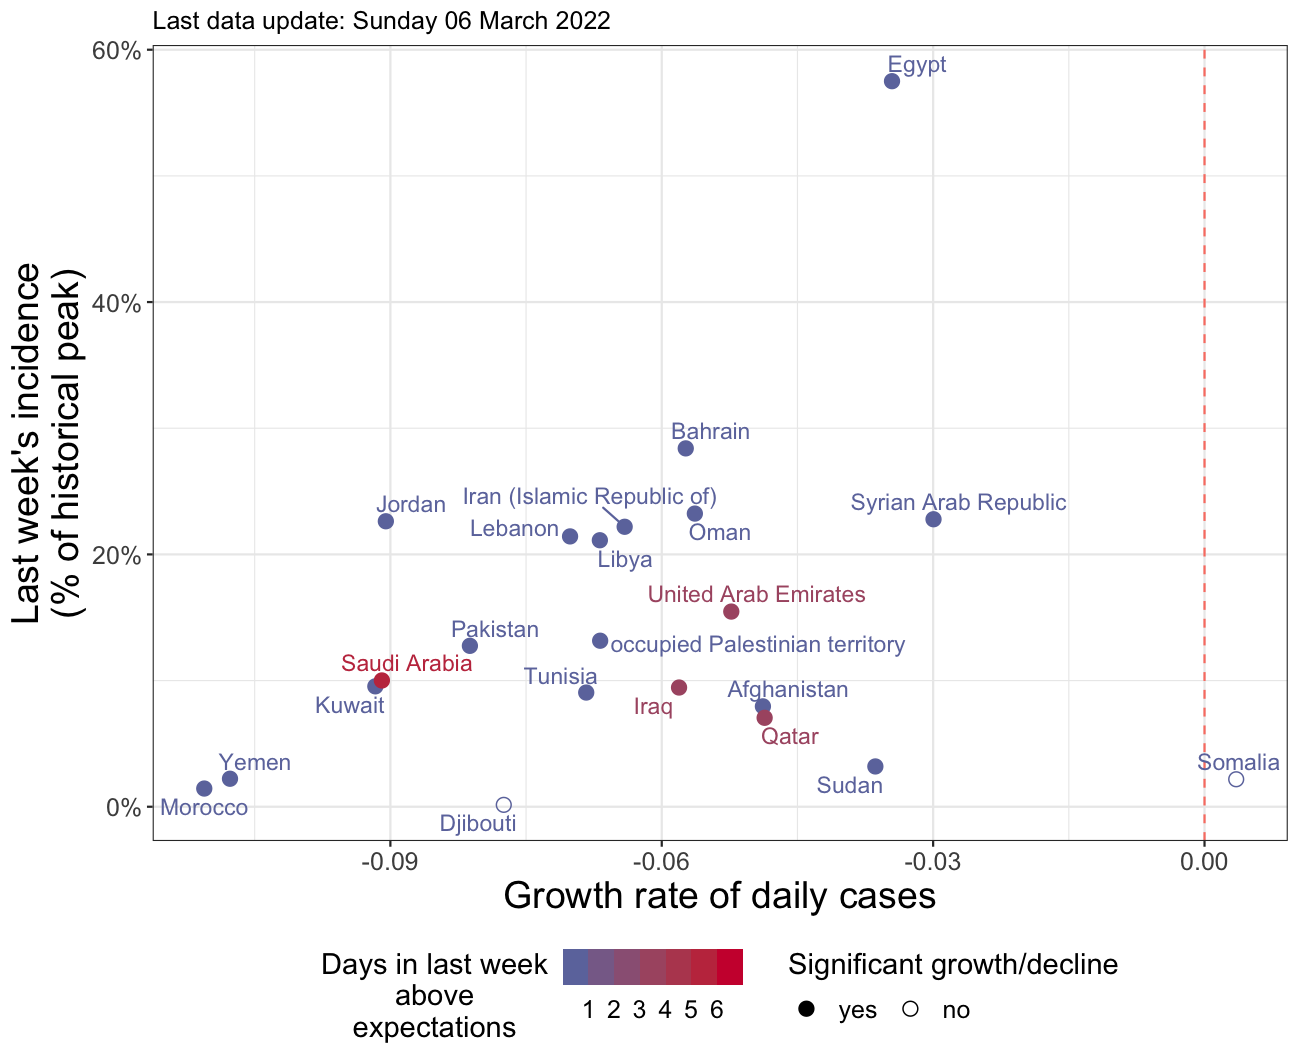 Last data update: Sunday 06 March 2022
60%
Egypt
40%
Last week's incidence
(% of historical peak)
Bahrain
Jordan
Iran (Islamic Republic of)
Syrian Arab Republic
Lebanon
Oman
20%
Libya
United Arab Emirates
Pakistan
occupied Palestinian territory
Saudi Arabia
Tunisia
Afghanistan
Kuwait
Iraq
Qatar
Yemen
Somalia
Sudan
Morocco
0%
Djibouti
-0.09 -0.06 -0.03 0.00
Growth rate of daily cases
Days in last week
above
expectations
1 2 3 4 5 6
Significant growth/decline
yes no